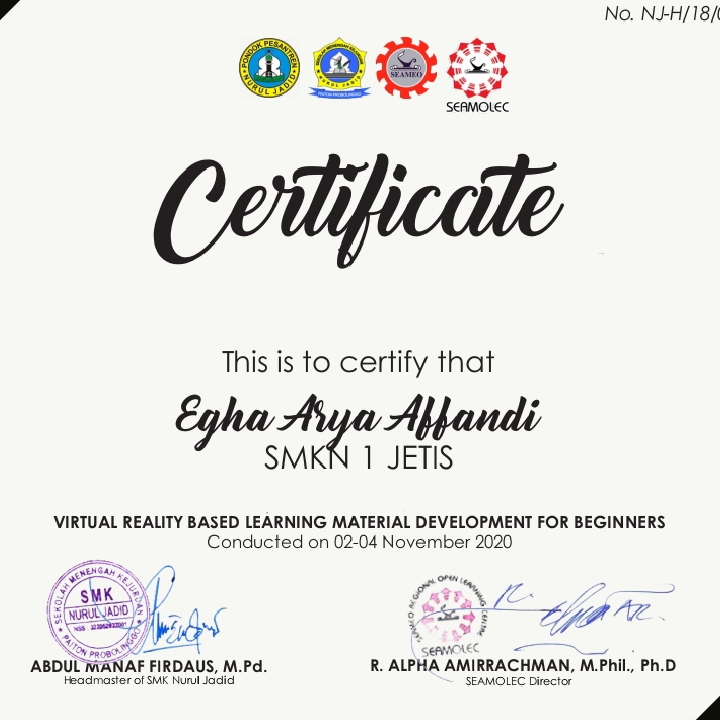 No. NJ-H/18/0
PONDOK PESANTREN
NURUL JADID
NURUL JADID
PAITON PROBOLINGGO
SEAMEO
SEAMOLEC
Certificate
This is to certify that
Egha Arya Affandi
SMKN 1 JETIS
VIRTUAL REALITY BASED LEARNING MATERIAL DEVELOPMENT FOR BEGINNERS
Conducted on 02-04 November 2020
SEKOLAH MENENGAH KEJURUAN
SMK
NURUL JADID
PAITON PROBOLINGGO
SEAMEO REGIONAL OPEN LEARNING CENTRE
SEAMOLEC
ABDUL MANAF FIRDAUS, M.Pd.
Headmaster of SMK Nurul Jadid
R. ALPHA AMIRRACHMAN, M.Phil., Ph.D
SEAMOLEC Director